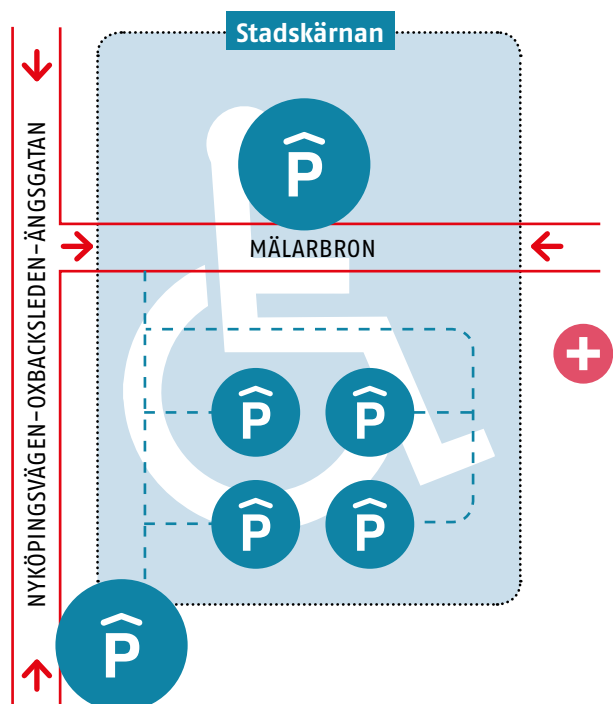 Stadskärnan
P
MÄLARBRON
NYKÖPINGSVÄGEN–OXBACKSLEDEN–ÄNGSGATAN
P
P
P
P
P